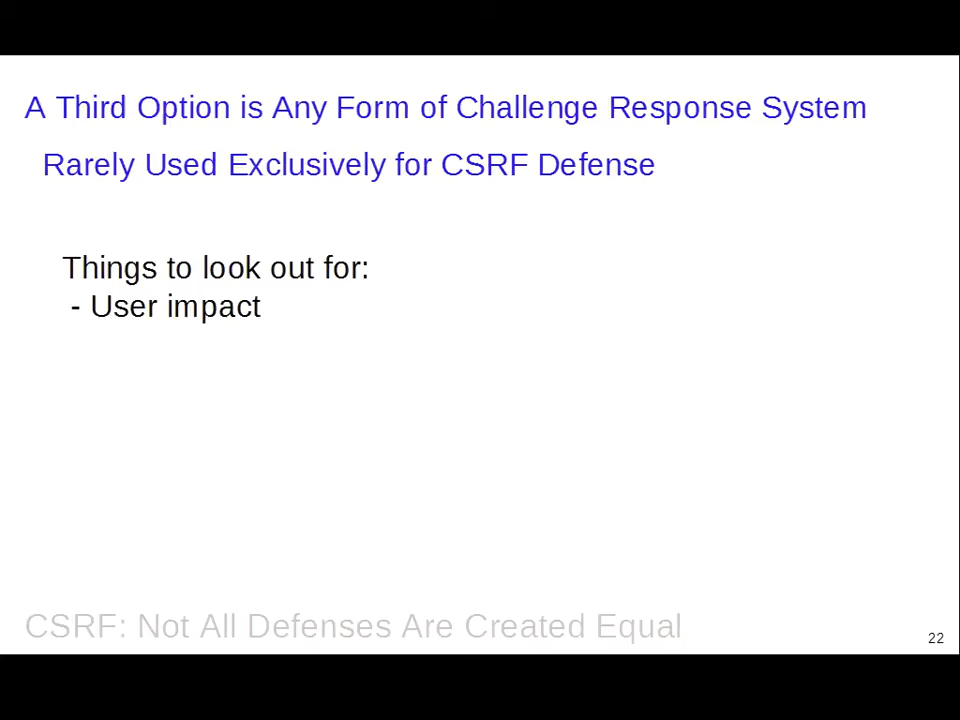 A Third Option is Any Form of Challenge Response System
Rarely Used Exclusively for CSRF Defense
Things to look out for:
- User impact
CSRF: Not All Defenses Are Created Equal
22